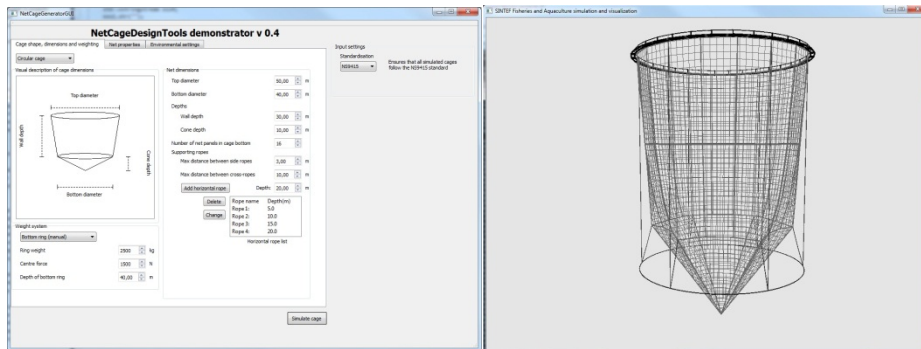 NetCageGeneratorGUI
NetCageDesignTools demonstrator v 0.4
Cage shape, dimensions and weighting
Net properties
Environmental settings
Circular cage
Visual description of cage dimensions
Top diameter
Wall depth
Cone depth
Bottom diameter
Weight system
Bottom ring (manual)
Ring weight 2500 kg
Centre force 1500 N
Depth of bottom ring 40,00 m
Net dimensions
Top diameter 50,00 m
Bottom diameter 40,00 m
Depths
Wall depth 30,00 m
Cone depth 10,00 m
Number of net panels in cage bottom 16
Supporting ropes
Max distance between side ropes 3,00 m
Max distance between cross-ropes 10,00 m
Add horizontal rope Depth: 20,00 m
Delete
Change
Rope name Depth(m)
Rope 1: 5.0
Rope 2: 10.0
Rope 3: 15.0
Rope 4: 20.0
Horizontal rope list
Input settings
Standardisation
NS9415
Ensures that all simulated cages
follow the NS9415 standard
Simulate cage
SINTEF Fisheries and Aquaculture simulation and visualization